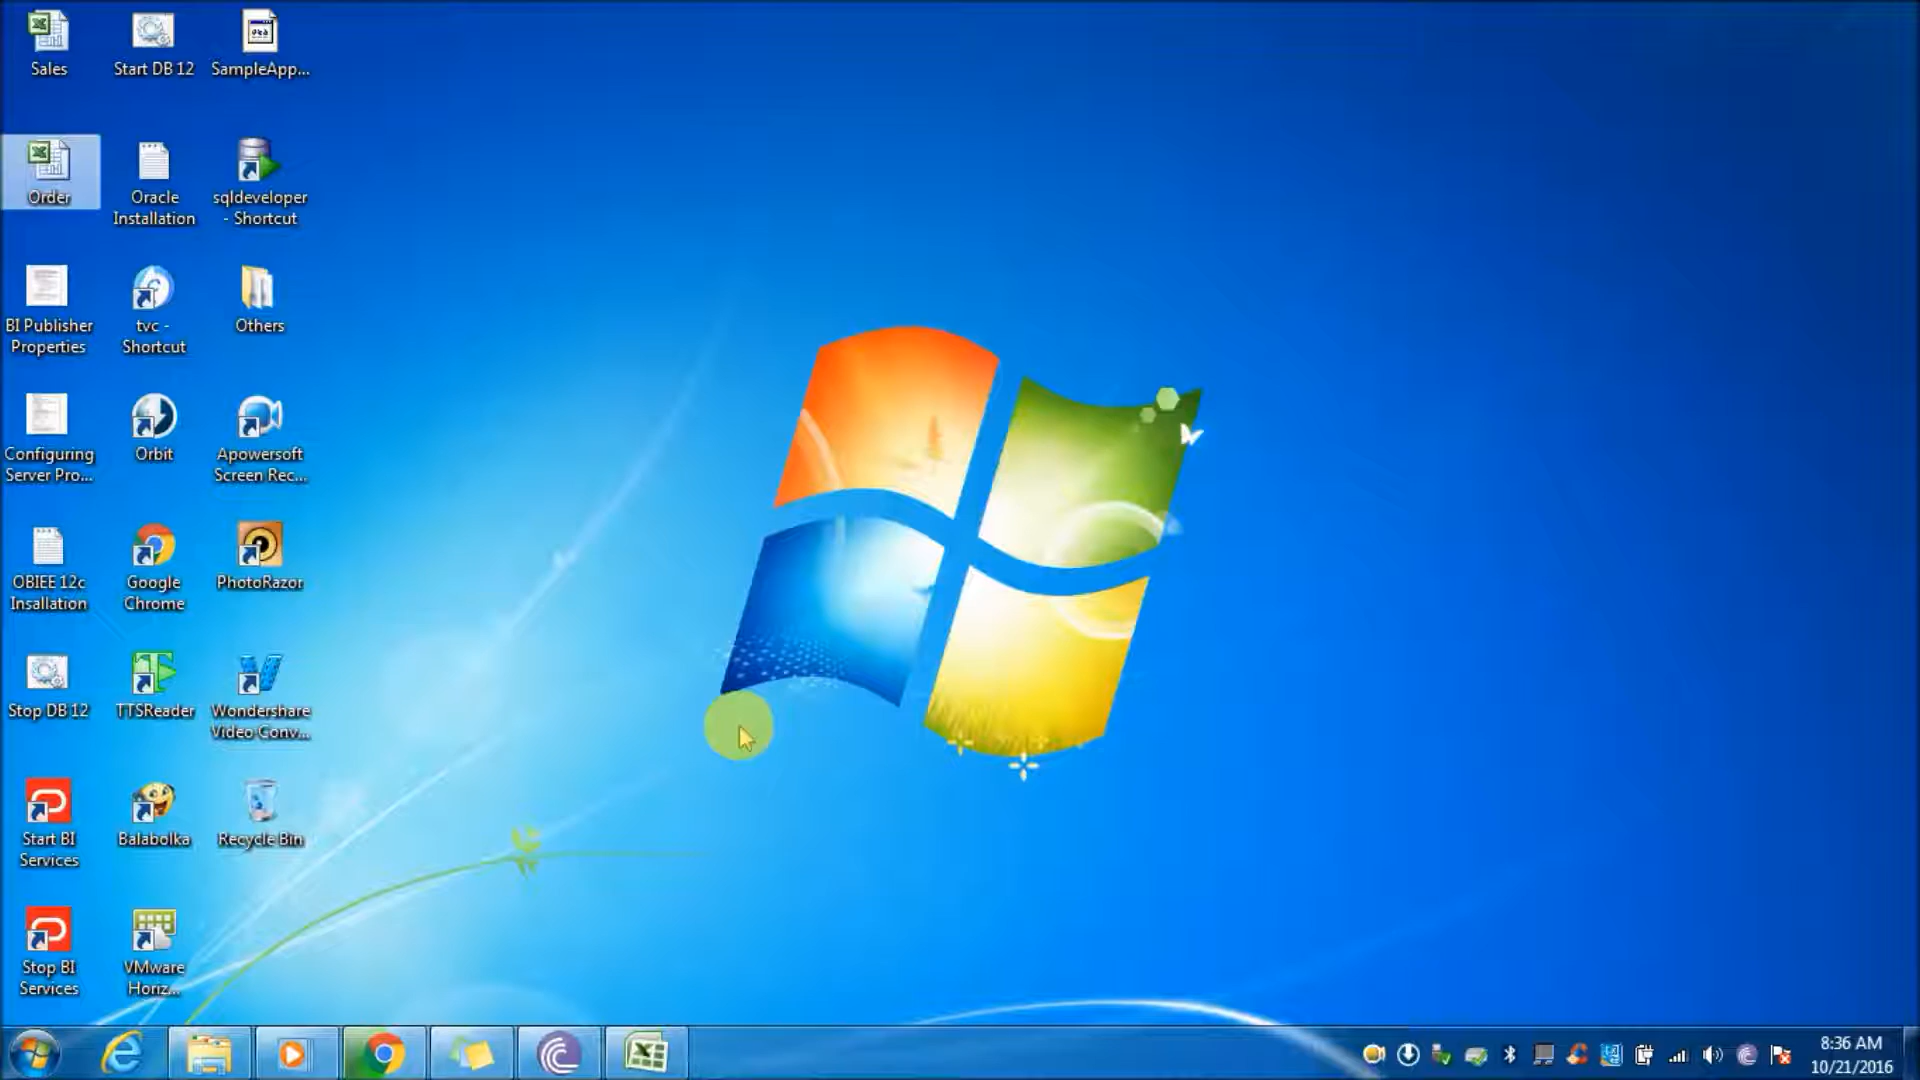 Sales
Start DB 12
SampleApp...
Order
Oracle
Installation
sqldeveloper
- Shortcut
BI Publisher
Properties
tvc -
Shortcut
Others
Configuring
Server Pro...
Orbit
Apowersoft
Screen Rec...
OBIEE 12c
Insallation
Google
Chrome
PhotoRazor
Stop DB 12
TTSReader
Wondershare
Video Conv...
Start BI
Services
Balabolka
Recycle Bin
Stop BI
Services
VMware
Horiz...
8:36 AM
10/21/2016